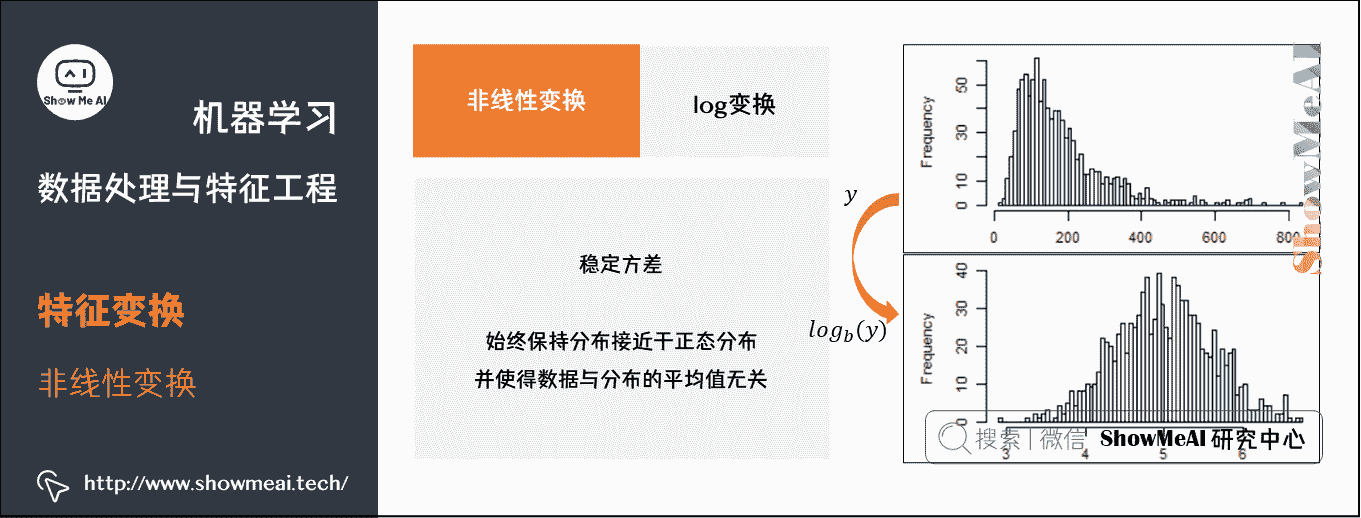 Show Me AI
机器学习
数据处理与特征工程
特征变换
非线性变换
http://www.showmeai.tech/
非线性变换
log变换
稳定方差
始终保持分布接近于正态分布
并使得数据与分布的平均值无关
y
log_b(y)
Frequency
0 10 30 50
0 200 400 600 800
ShowMeAI
Frequency
0 10 20 30 40
3 4 5 6
搜索 | 微信 ShowMeAI 研究中心